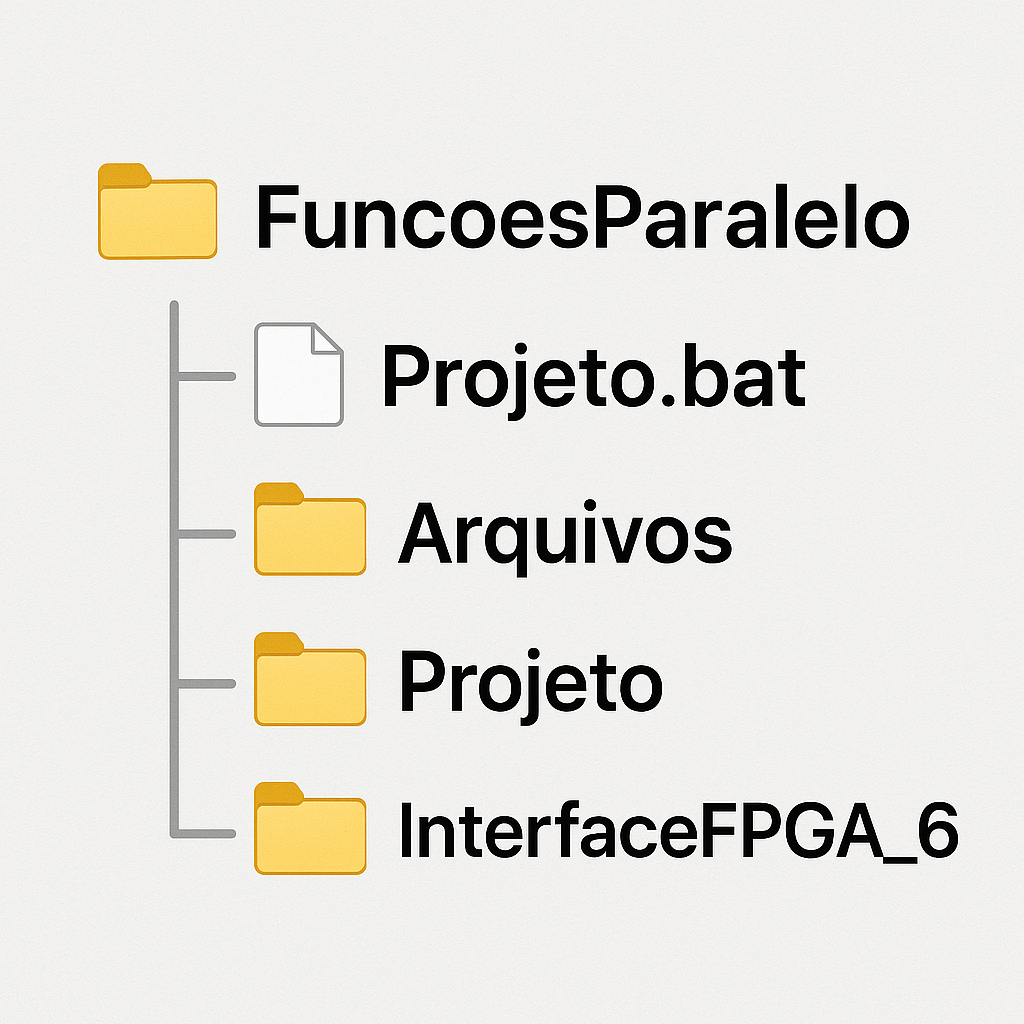 FuncoesParalelo
Projeto.bat
Arquivos
Projeto
InterfaceFPGA_6